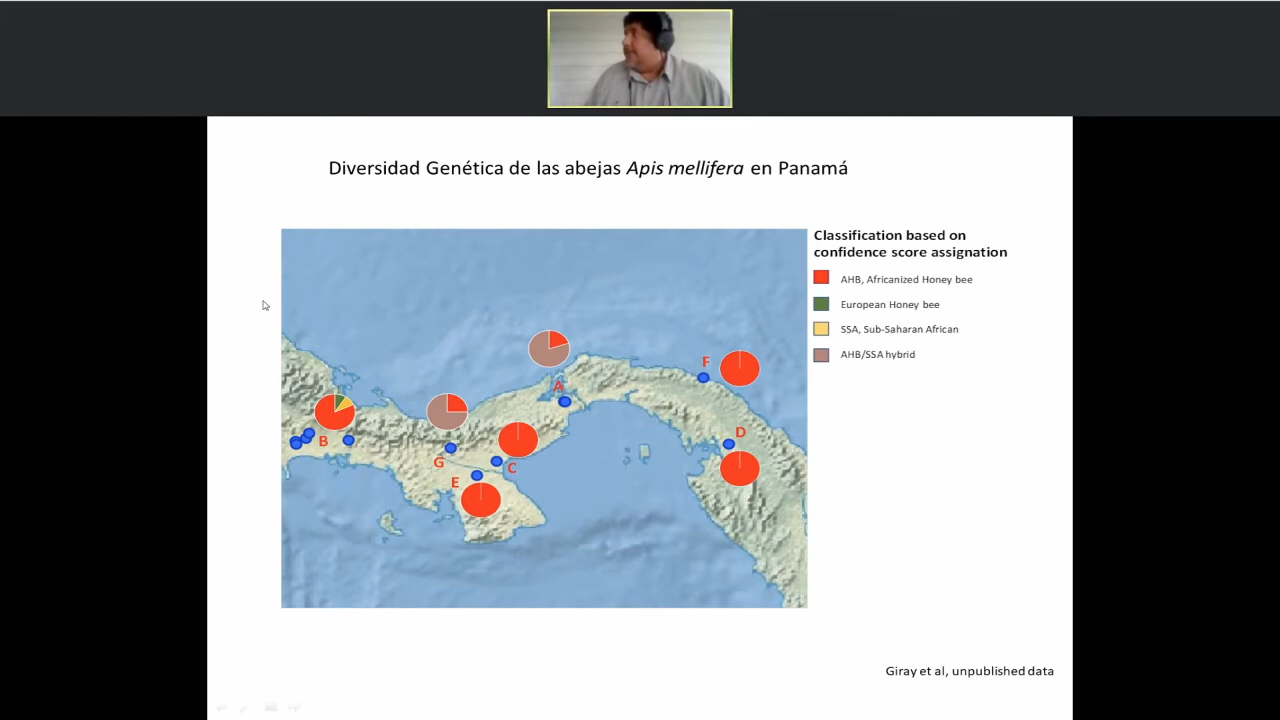 Diversidad Genética de las abejas Apis mellifera en Panamá
Classification based on
confidence score assignation
AHB, Africanized Honey bee
European Honey bee
SSA, Sub-Saharan African
AHB/SSA hybrid
F
A
D
B
G
C
E
Giray et al, unpublished data